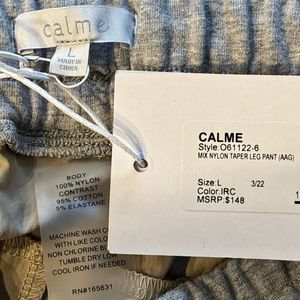 calme
L
MADE IN
CHINA
CALME
Style:O61122-6
MIX NYLON TAPER LEG PANT (AAG)
Size:L 3/22
Color:IRC
MSRP:$148
BODY
100% NYLON
CONTRAST
95% COTTON
5% ELASTANE
MACHINE WASH
WITH LIKE COLO
NON CHLORINE BL
TUMBLE DRY LOW
COOL IRON IF NEEDED
RN#165631